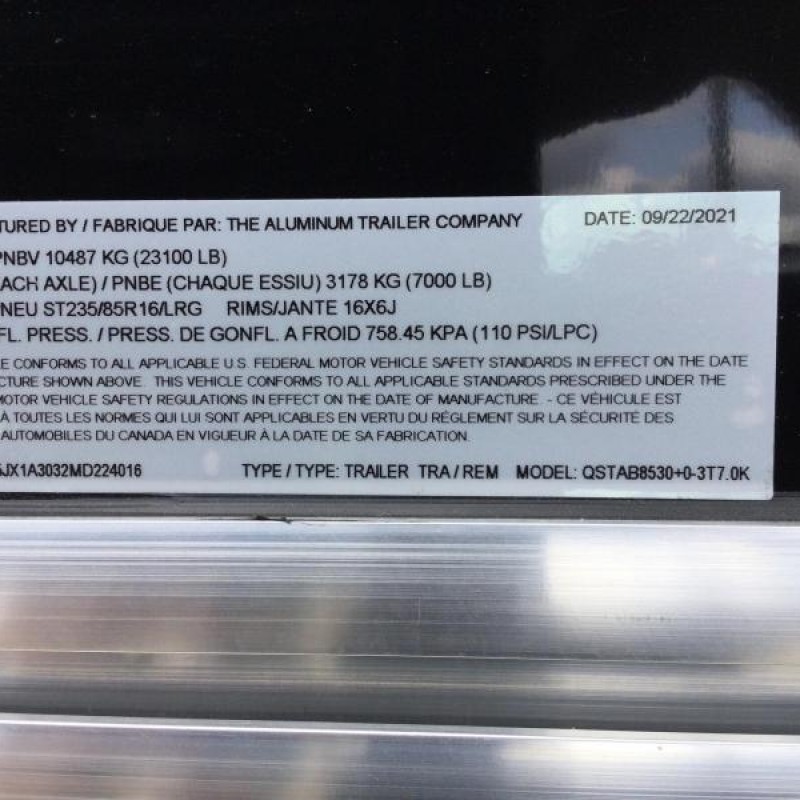 TURED BY / FABRIQUE PAR: THE ALUMINUM TRAILER COMPANY DATE: 09/22/2021
PNBV 10487 KG (23100 LB)
ACH AXLE) / PNBE (CHAQUE ESSIU) 3178 KG (7000 LB)
NEU ST235/85R16/LRG RIMS/JANTE 16X6J
FL. PRESS. / PRESS. DE GONFL. A FROID 758.45 KPA (110 PSI/LPC)
E CONFORMS TO ALL APPLICABLE U.S. FEDERAL MOTOR VEHICLE SAFETY STANDARDS IN EFFECT ON THE DATE
CTURE SHOWN ABOVE. THIS VEHICLE CONFORMS TO ALL APPLICABLE STANDARDS PRESCRIBED UNDER THE
MOTOR VEHICLE SAFETY REGULATIONS IN EFFECT ON THE DATE OF MANUFACTURE. - CE VÉHICULE EST
À TOUTES LES NORMES QUI LUI SONT APPLICABLES EN VERTU DU RÉGLEMENT SUR LA SÉCURITÉ DES
AUTOMOBILES DU CANADA EN VIGUEUR À LA DATE DE SA FABRICATION.
JX1A3032MD224016 TYPE / TYPE: TRAILER TRA / REM MODEL: QSTAB8530+0-3T7.0K